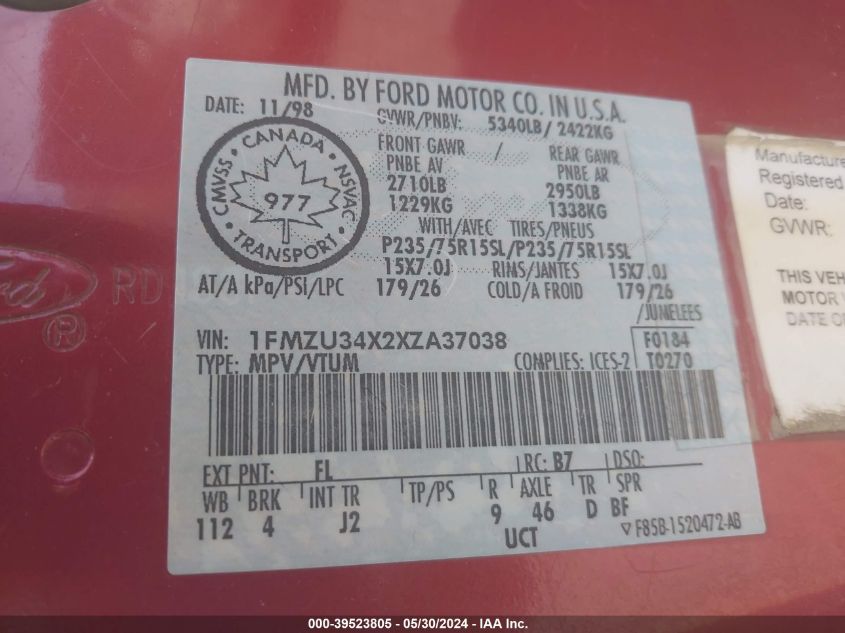 MFD. BY FORD MOTOR CO. IN U.S.A.
DATE: 11/98 GVWR/PNBV: 5340LB/ 2422KG
CMVSS CANADA NSVAC
977
TRANSPORT
FRONT GAWR / REAR GAWR
PNBE AV PNBE AR
2710LB 2950LB
1229KG 1338KG
WITH/AVEC TIRES/PNEUS
P235/75R15SL/P235/75R15SL
15X7.0J RIMS/JANTES 15X7.0J
AT/A kPa/PSI/LPC 179/26 COLD/A FROID 179/26
/JUMELEES
VIN: 1FMZU34X2XZA37038 F0184
TYPE: MPV/VTUM COMPLIES: ICES-2 T0270
EXT PNT: FL RC: B7 DSO:
WB BRK INT TR TP/PS R AXLE TR SPR
112 4 J2 9 46 D BF
UCT F85B-1520472-AB
Manufacture
Registered
Date:
GVWR:
THIS VEH
MOTOR
DATE O
Ford
®
RD
000-39523805 - 05/30/2024 - IAA Inc.